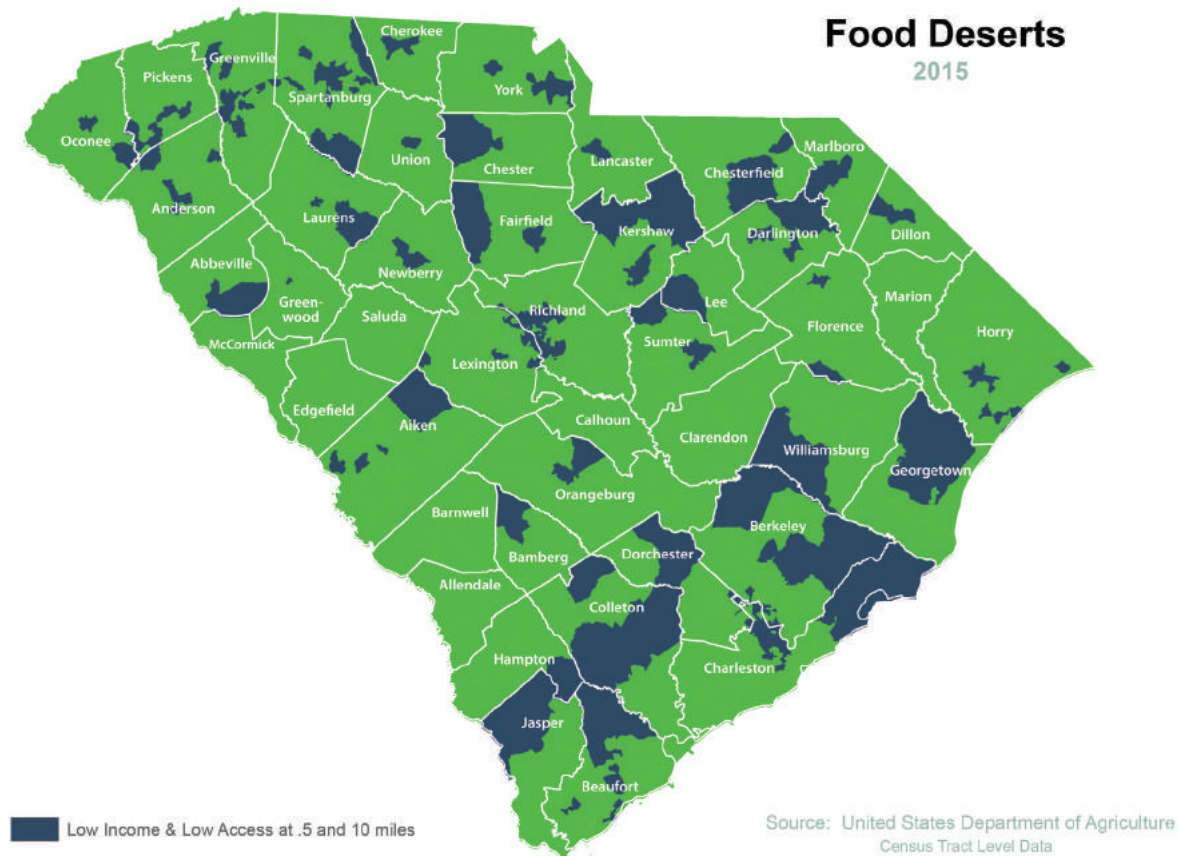 Food Deserts
2015
Cherokee
Greenville
Pickens
York
Spartanburg
Oconee
Union
Chester
Lancaster
Marlboro
Chesterfield
Anderson
Laurens
Fairfield
Kershaw
Darlington
Dillon
Abbeville
Newberry
Green-
wood
Saluda
Richland
Lee
Marion
Florence
Horry
McCormick
Lexington
Sumter
Edgefield
Aiken
Calhoun
Clarendon
Williamsburg
Georgetown
Orangeburg
Barnwell
Berkeley
Bamberg
Dorchester
Allendale
Colleton
Hampton
Charleston
Jasper
Beaufort
Low Income & Low Access at .5 and 10 miles
Source: United States Department of Agriculture
Census Tract Level Data